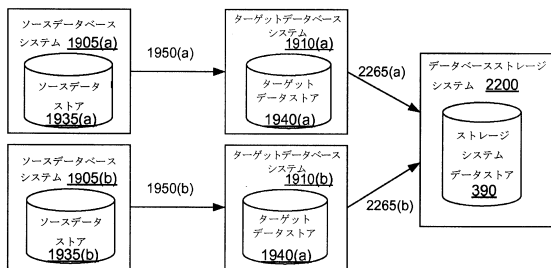 ソースデータベース
システム 1905(a)
ソースデータ
ストア
1935(a)
1950(a)
ターゲットデータベース
システム
1910(a)
ターゲット
データストア
1940(a)
2265(a)
データベースストレージ
システム 2200
ストレージ
システム
データストア
390
ソースデータベース
システム 1905(b)
ソースデータ
ストア
1935(b)
1950(b)
ターゲットデータベース
システム
1910(b)
ターゲット
データストア
1940(a)
2265(b)